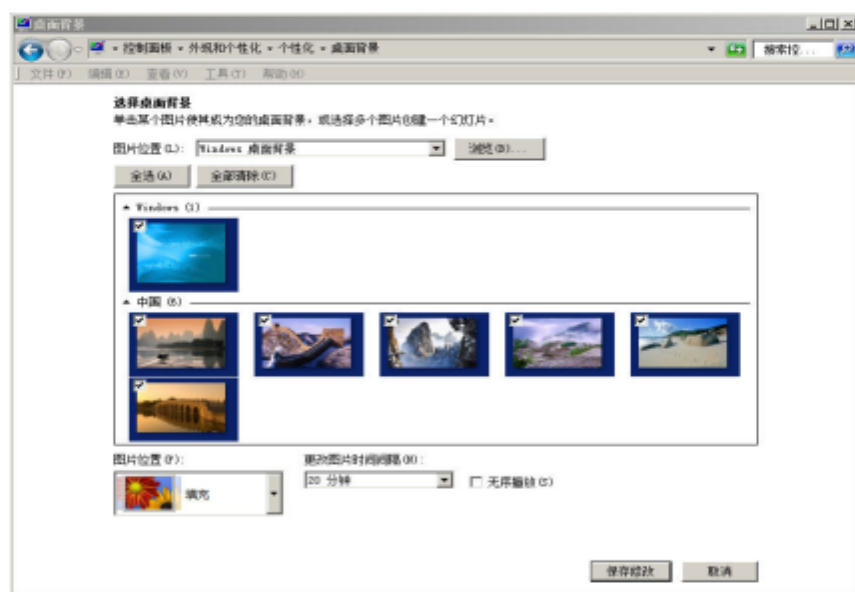 桌面背景
控制面板 ▸ 外观和个性化 ▸ 个性化 ▸ 桌面背景
搜索控...
文件(F) 编辑(E) 查看(V) 工具(T) 帮助(H)
选择桌面背景
单击某个图片使其成为您的桌面背景，或选择多个图片创建一个幻灯片。
图片位置(L): Windows 桌面背景 浏览(B)...
全选(A) 全部清除(C)
Windows (1)
中国 (6)
图片位置(P): 更改图片时间间隔(N):
填充 20 分钟 无序播放(S)
保存修改 取消